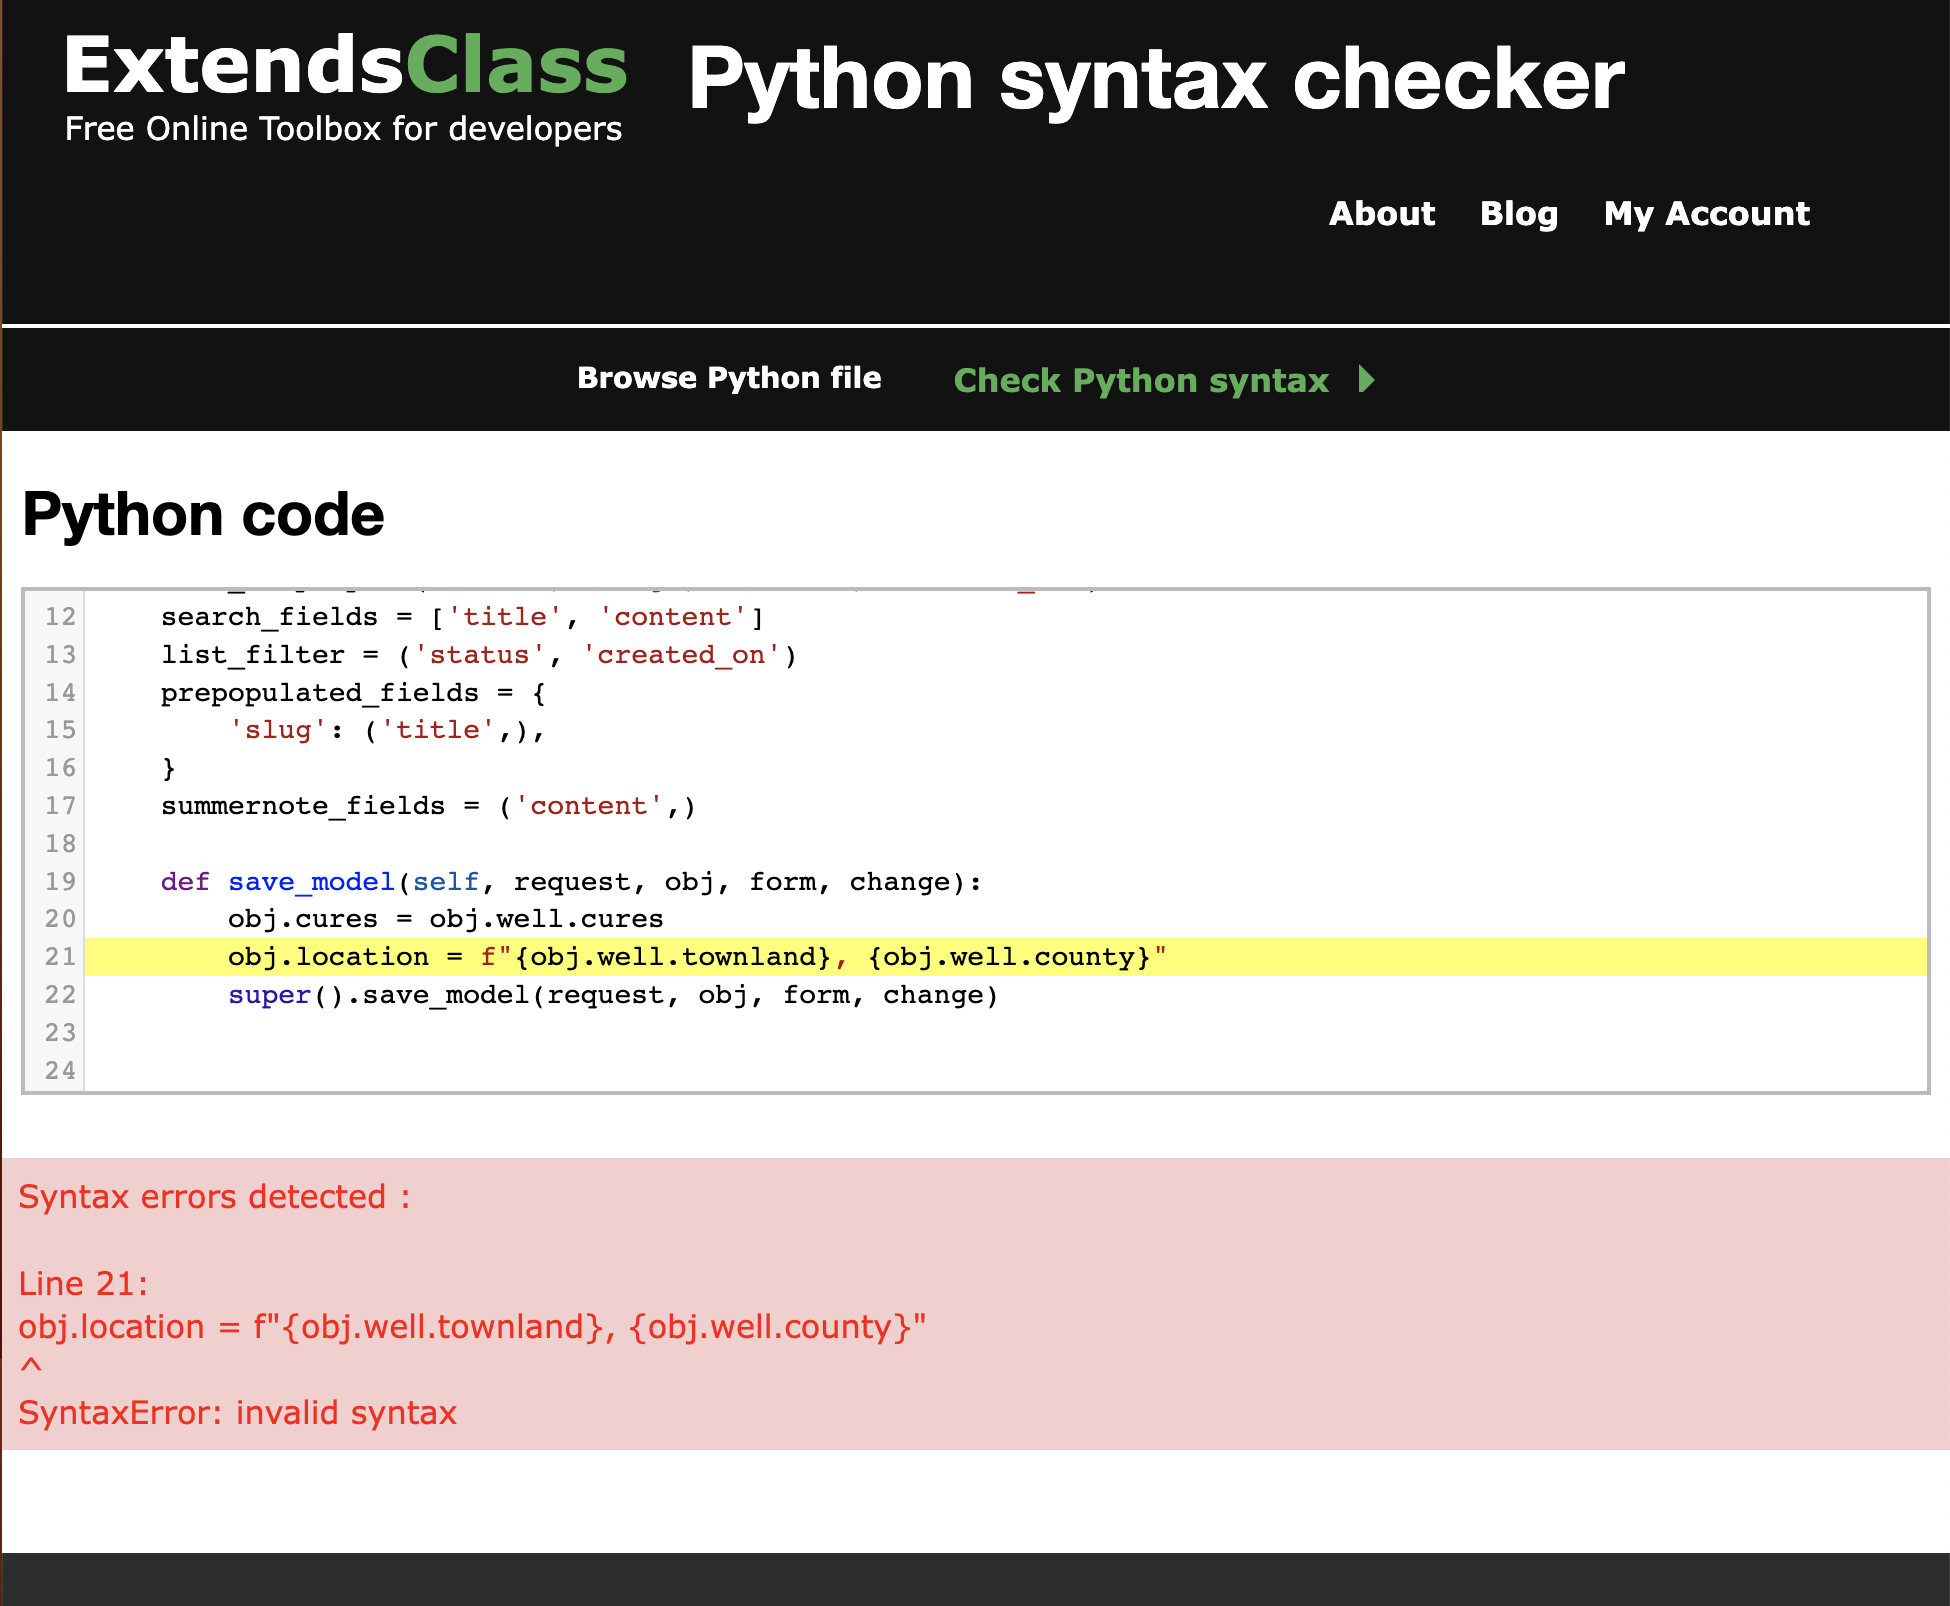 ExtendsClass
Free Online Toolbox for developers
Python syntax checker
About Blog My Account
Browse Python file Check Python syntax
Python code
12 search_fields = ['title', 'content']
13 list_filter = ('status', 'created_on')
14 prepopulated_fields = {
15 'slug': ('title',),
16 }
17 summernote_fields = ('content',)
18
19 def save_model(self, request, obj, form, change):
20 obj.cures = obj.well.cures
21 obj.location = f"{obj.well.townland}, {obj.well.county}"
22 super().save_model(request, obj, form, change)
23
24
Syntax errors detected :
Line 21:
obj.location = f"{obj.well.townland}, {obj.well.county}"
^
SyntaxError: invalid syntax